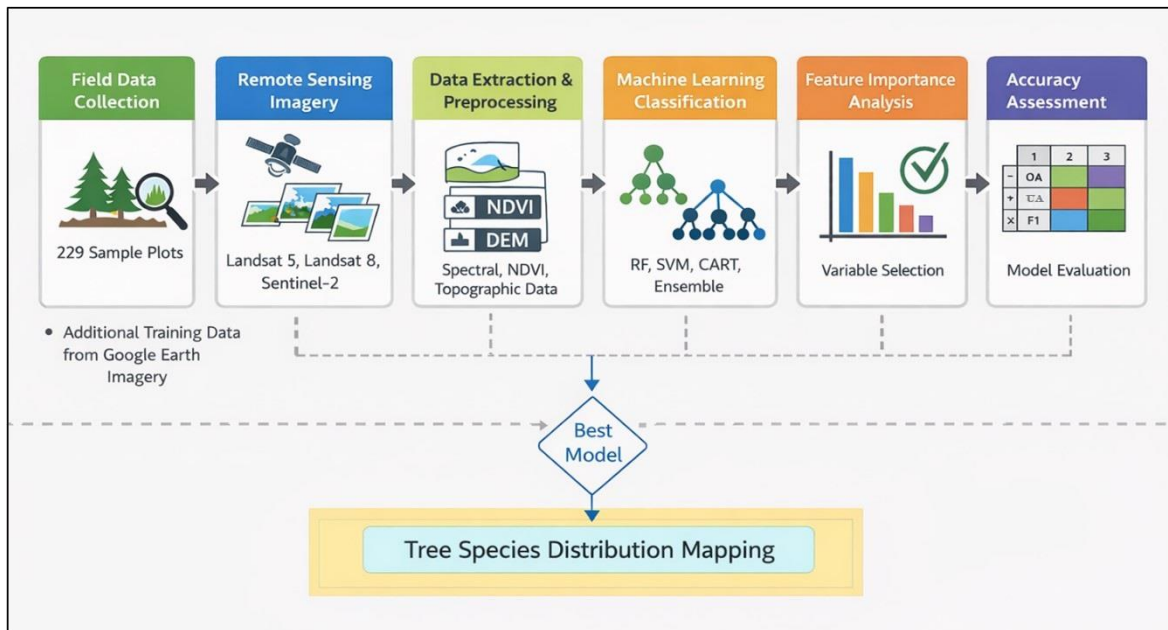 Field Data
Collection
Remote Sensing
Imagery
Data Extraction &
Preprocessing
Machine Learning
Classification
Feature Importance
Analysis
Accuracy
Assessment
NDVI
DEM
1 2 3
- OA
+ UA
× F1
229 Sample Plots
Landsat 5, Landsat 8,
Sentinel-2
Spectral, NDVI,
Topographic Data
RF, SVM, CART,
Ensemble
Variable Selection
Model Evaluation
• Additional Training Data
from Google Earth
Imagery
Best
Model
Tree Species Distribution Mapping